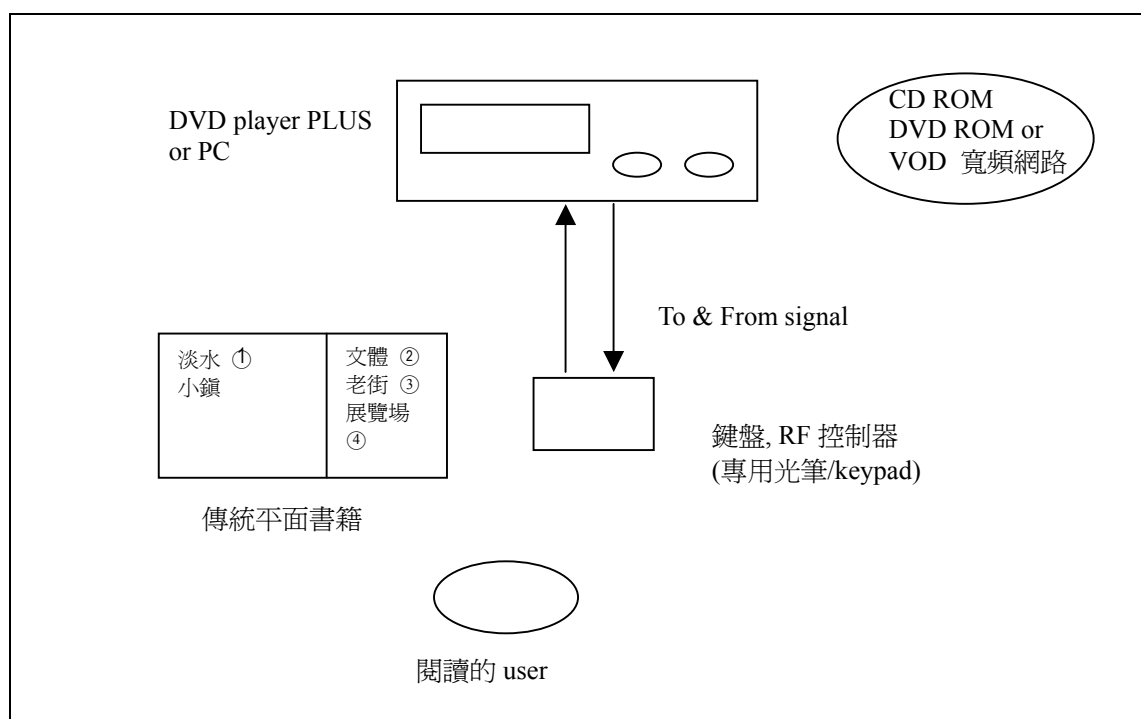 DVD player PLUS
or PC
CD ROM
DVD ROM or
VOD 寬頻網路
To & From signal
淡水 ①
小鎮
文體 ②
老街 ③
展覽場
④
鍵盤, RF 控制器
(專用光筆/keypad)
傳統平面書籍
閱讀的 user